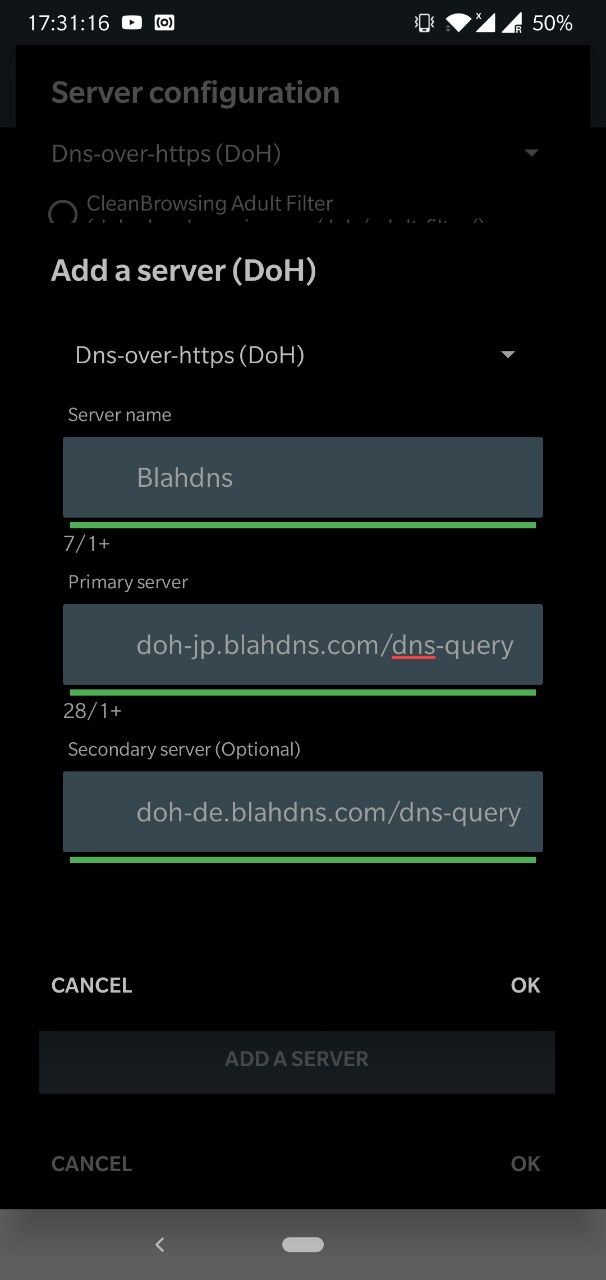 17:31:16
x
R
50%
Server configuration
Dns-over-https (DoH)
CleanBrowsing Adult Filter
Add a server (DoH)
Dns-over-https (DoH)
Server name
Blahdns
7/1+
Primary server
doh-jp.blahdns.com/dns-query
28/1+
Secondary server (Optional)
doh-de.blahdns.com/dns-query
CANCEL
OK
ADD A SERVER
CANCEL
OK